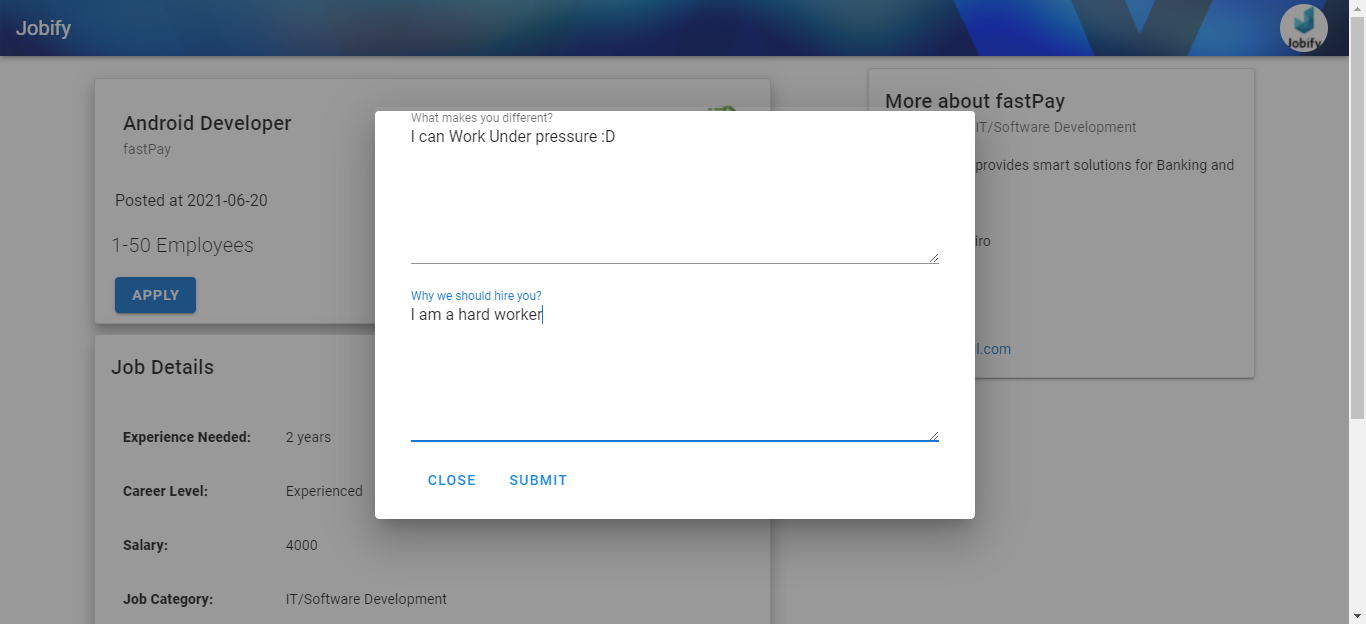 Jobify
Jobify
Android Developer
fastPay
Posted at 2021-06-20
1-50 Employees
APPLY
Job Details
Experience Needed: 2 years
Career Level: Experienced
Salary: 4000
Job Category: IT/Software Development
What makes you different?
I can Work Under pressure :D
Why we should hire you?
I am a hard worker
CLOSE
SUBMIT
More about fastPay
IT/Software Development
provides smart solutions for Banking and
iro
l.com